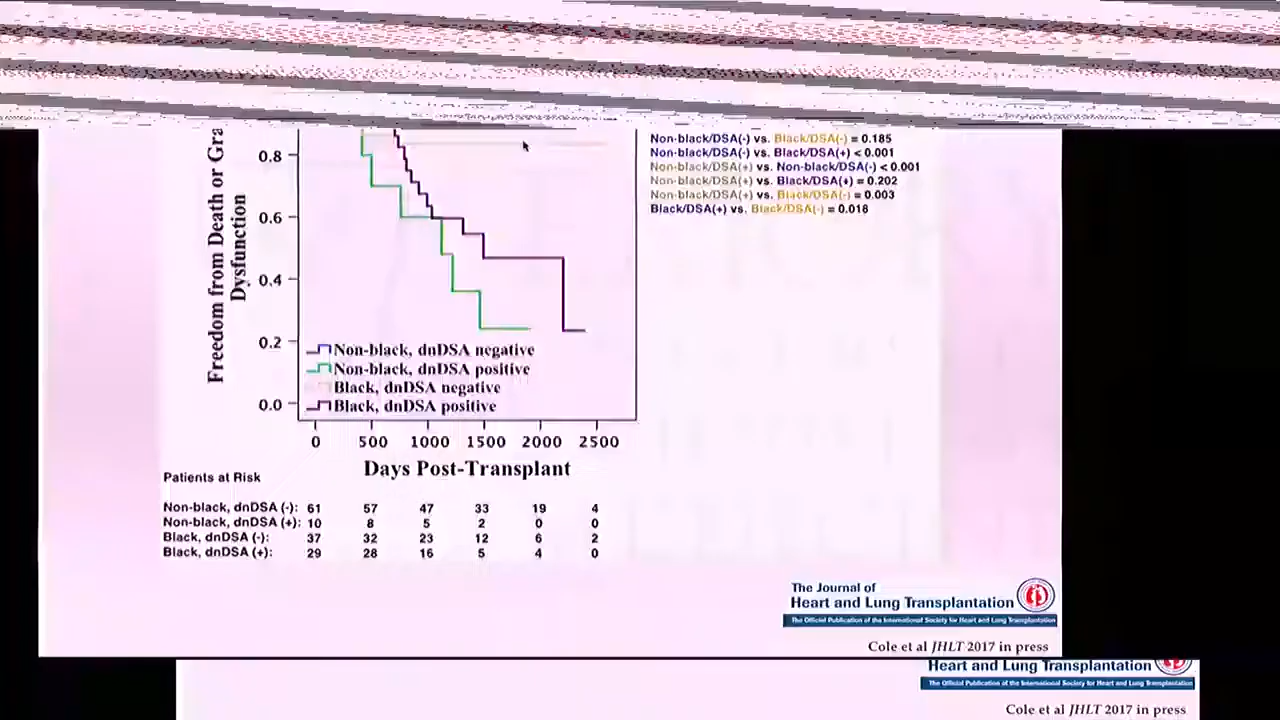 Non-black/DSA(-) vs. Black/DSA(-) = 0.185
Non-black/DSA(-) vs. Black/DSA(+) < 0.001
Non-black/DSA(+) vs. Non-black/DSA(-) < 0.001
Non-black/DSA(+) vs. Black/DSA(+) = 0.202
Non-black/DSA(+) vs. Black/DSA(-) = 0.003
Black/DSA(+) vs. Black/DSA(-) = 0.016
Freedom from Death or Gra
Dysfunction
0.8
0.6
0.4
0.2
0.0
Non-black, dnDSA negative
Non-black, dnDSA positive
Black, dnDSA negative
Black, dnDSA positive
0 500 1000 1500 2000 2500
Days Post-Transplant
Patients at Risk
Non-black, dnDSA (-): 61 57 47 33 19 4
Non-black, dnDSA (+): 10 8 5 2 0 0
Black, dnDSA (-): 37 32 23 12 6 2
Black, dnDSA (+): 29 28 16 5 4 0
The Journal of
Heart and Lung Transplantation
The Official Publication of the International Society for Heart and Lung Transplantation
Cole et al JHLT 2017 in press
Heart and Lung Transplantation
The Official Publication of the International Society for Heart and Lung Transplantation
Cole et al JHLT 2017 in press